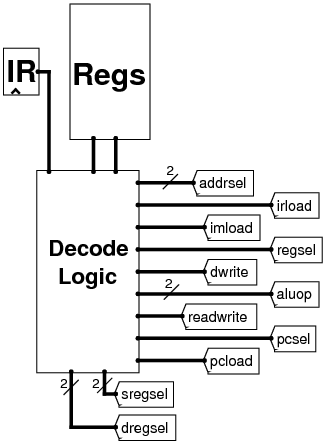 IR
Regs
2
addrsel
irload
imload
regsel
Decode
Logic
dwrite
2
aluop
readwrite
pcsel
pcload
2
2
sregsel
dregsel